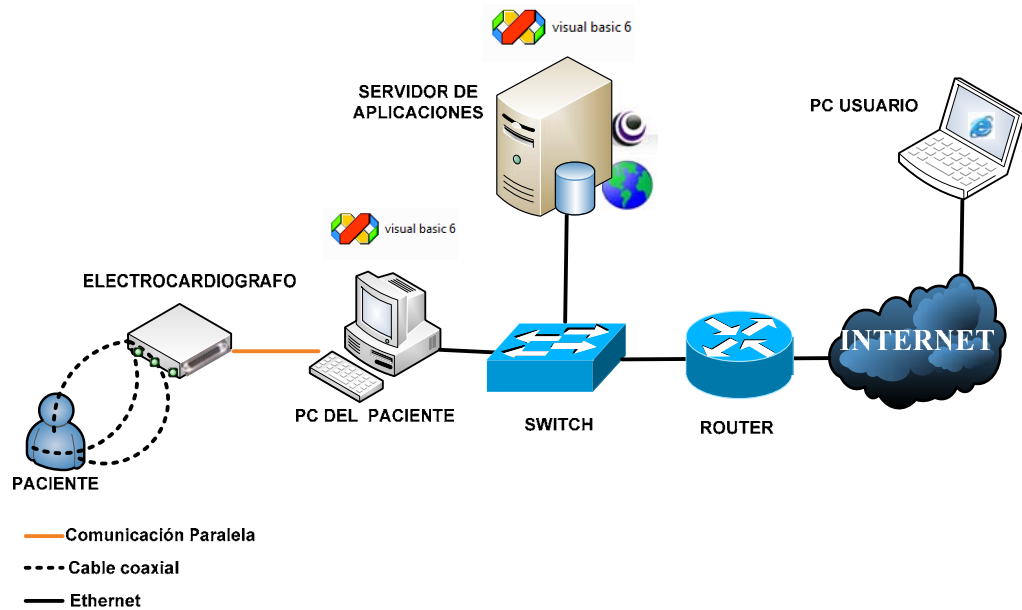 visual basic 6
SERVIDOR DE
APLICACIONES
PC USUARIO
visual basic 6
ELECTROCARDIOGRAFO
INTERNET
PC DEL PACIENTE
SWITCH
ROUTER
PACIENTE
Comunicación Paralela
Cable coaxial
Ethernet